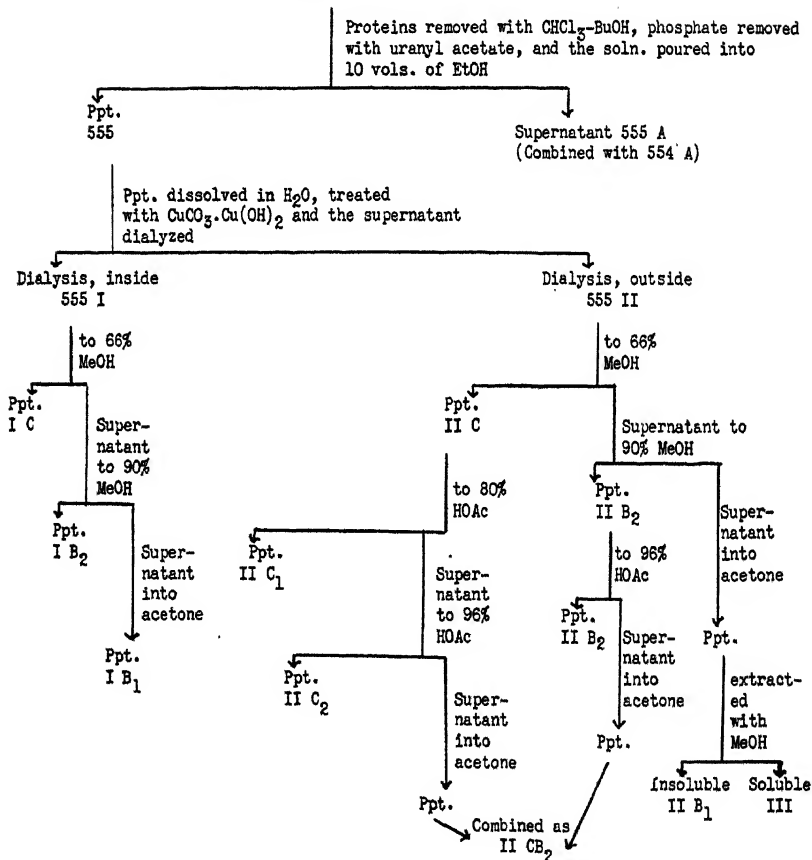 Proteins removed with CHCl₃-BuOH, phosphate removed
with uranyl acetate, and the soln. poured into
10 vols. of EtOH
Ppt.
555
Supernatant 555 A
(Combined with 554 A)
Ppt. dissolved in H₂O, treated
with CuCO₃.Cu(OH)₂ and the supernatant
dialyzed
Dialysis, inside
555 I
Dialysis, outside
555 II
to 66%
MeOH
to 66%
MeOH
Ppt.
I C
Super-
natant
to 90%
MeOH
Ppt.
II C
Supernatant to
90% MeOH
Ppt.
I B₂
Super-
natant
into
acetone
Ppt.
I B₁
to 80%
HOAc
Ppt.
II C₁
Super-
natant
to 96%
HOAc
Ppt.
II C₂
Super-
natant
into
acetone
Ppt.
Ppt.
II B₂
to 96%
HOAc
Ppt.
II B₂
Super-
natant
into
acetone
Ppt.
Combined as
II CB₂
Super-
natant
into
acetone
Ppt.
extract-
ed
with
MeOH
Insoluble
II B₁
Soluble
III